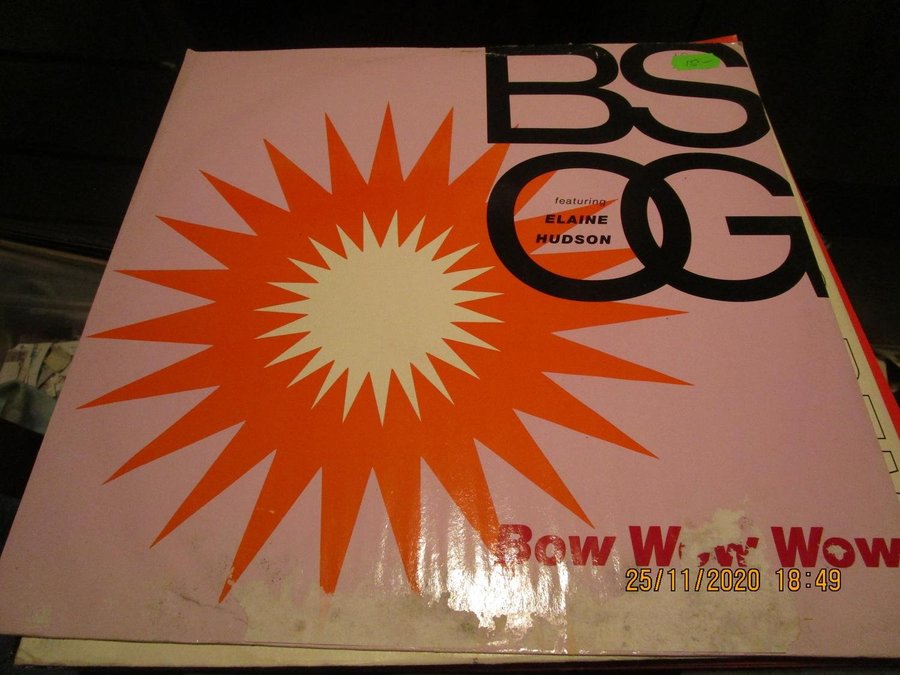 BS
OG
featuring
ELAINE
HUDSON
Bow Wow Wow
25/11/2020 18:49